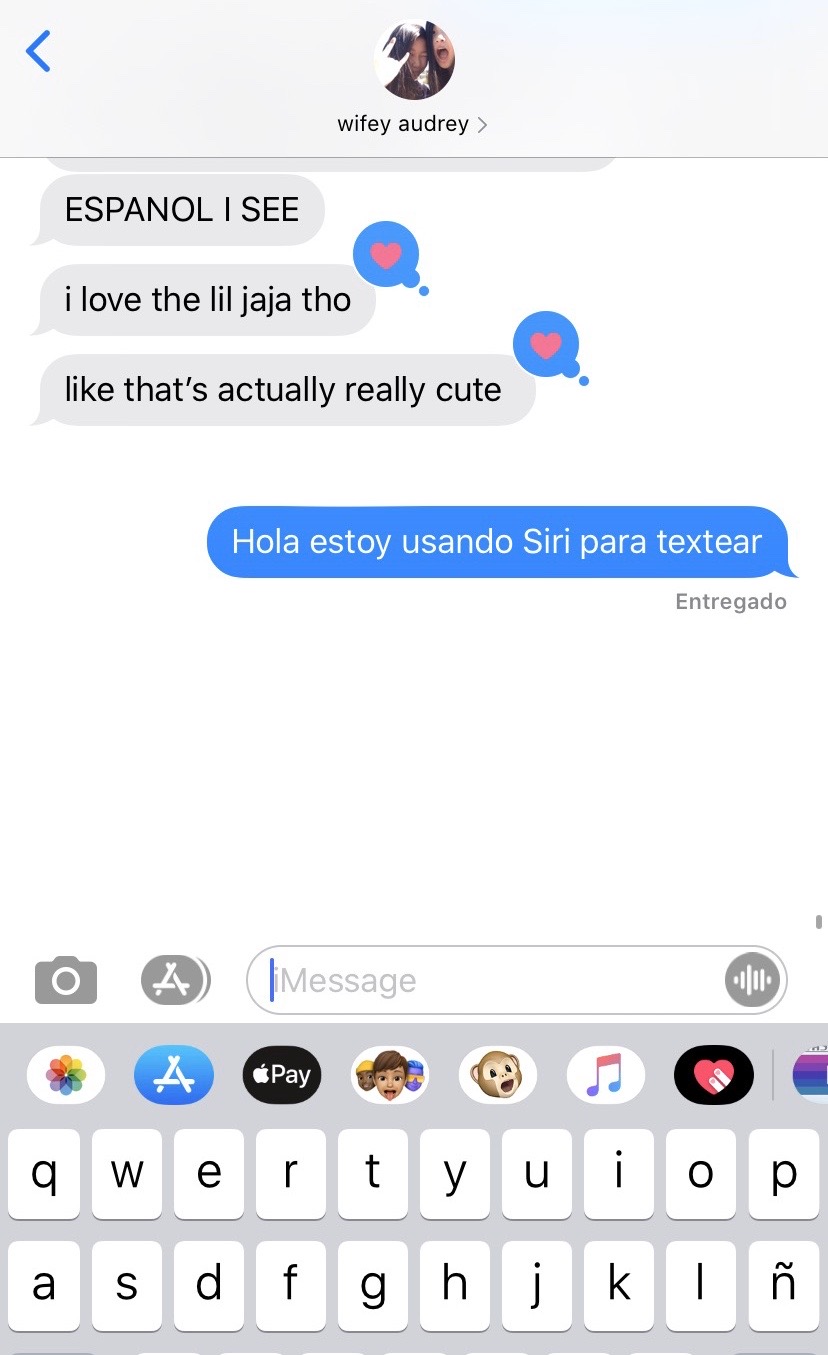 wifey audrey
ESPANOL I SEE
i love the lil jaja tho
like that’s actually really cute
Hola estoy usando Siri para textear
Entregado
iMessage
Pay
q w e r t y u i o p
a s d f g h j k l ñ